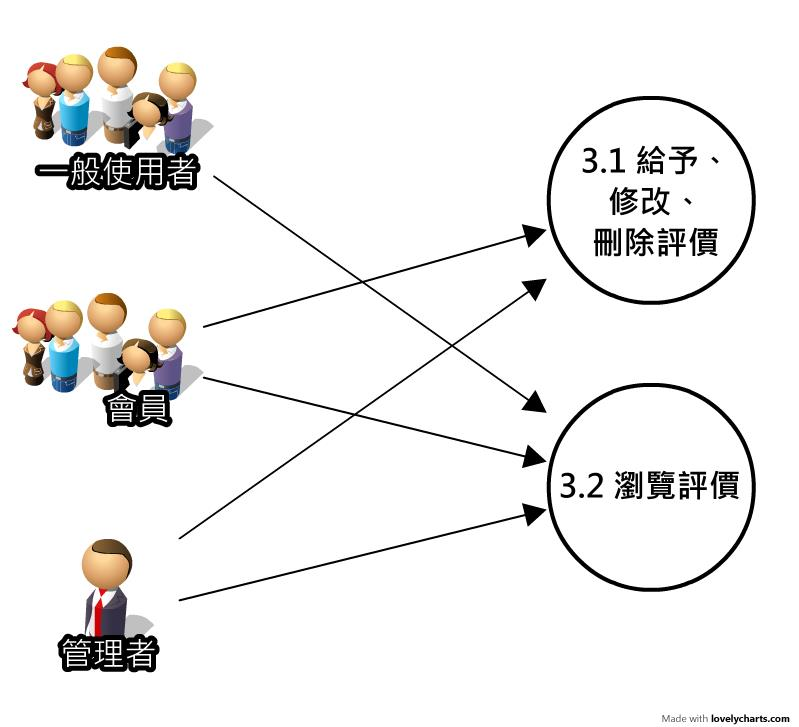 一般使用者
3.1 給予、
修改、
刪除評價
會員
3.2 瀏覽評價
管理者
Made with lovelycharts.com